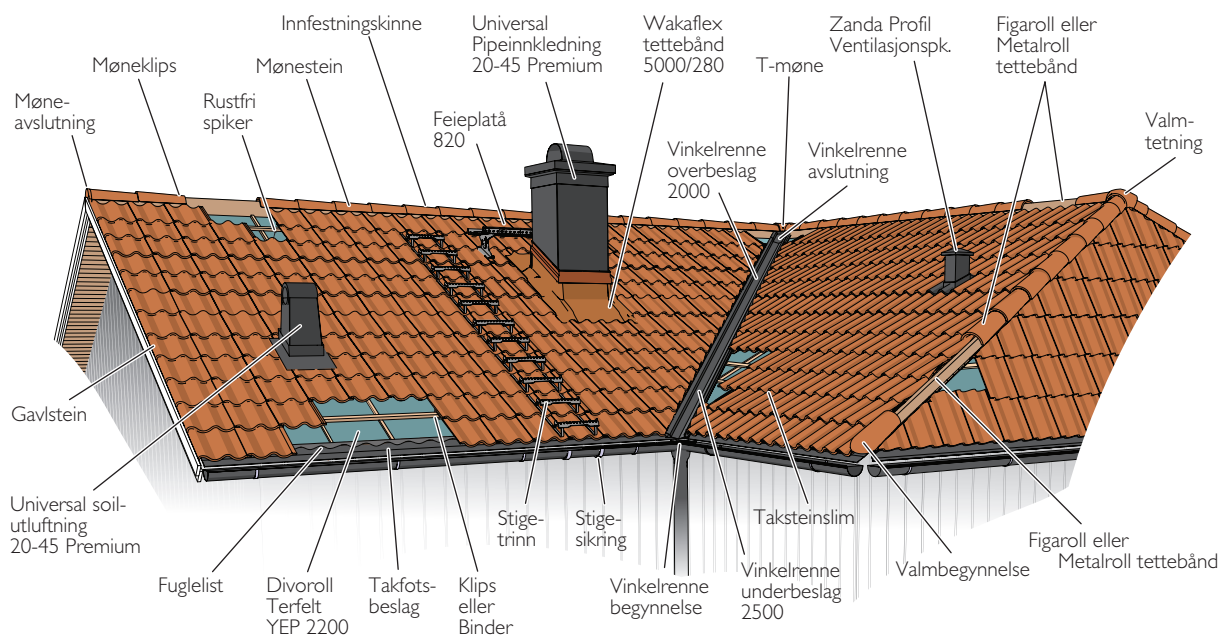 Innfestningskinne
Universal
Pipeinnkledning
20-45 Premium
Wakaflex
tettebånd
5000/280
Zanda Profil
Ventilasjonspk.
Figaroll eller
Metalroll
tettebånd
Møneklips
Mønestein
T-møne
Møne-
avslutning
Rustfri
spiker
Feieplatå
820
Vinkelrenne
overbeslag
2000
Vinkelrenne
avslutning
Valm-
tetning
Gavlstein
Universal soil-
utluftning
20-45 Premium
Stige-
trinn
Stige-
sikring
Taksteinslim
Figaroll eller
Metalroll tettebånd
Fuglelist
Divoroll
Terfelt
YEP 2200
Takfots-
beslag
Klips
eller
Binder
Vinkelrenne
begynnelse
Vinkelrenne
underbeslag
2500
Valmbegynnelse